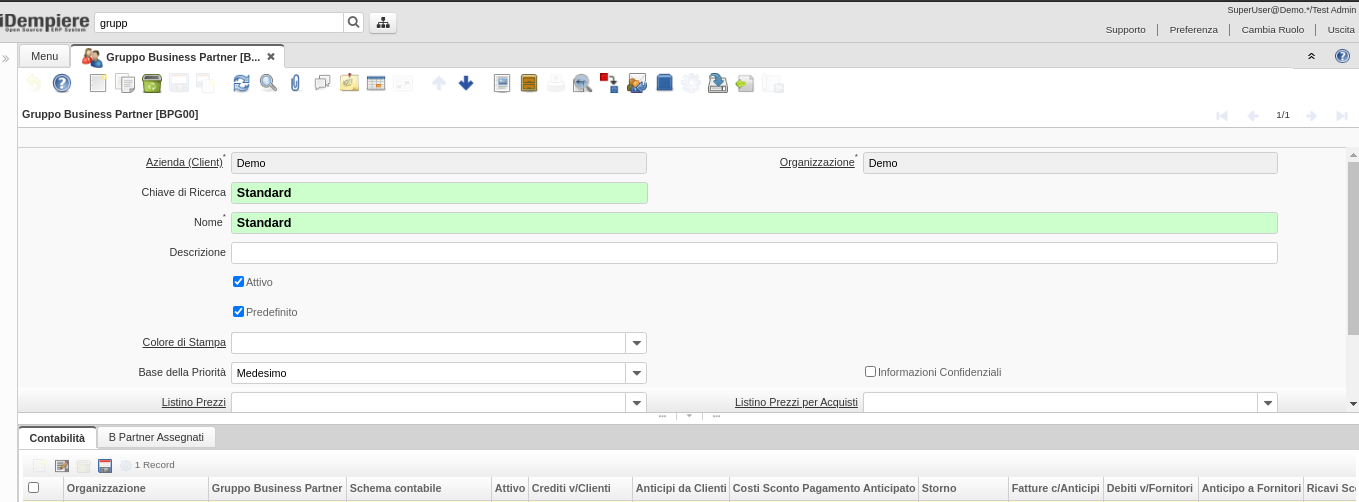 SuperUser@Demo.*/Test Admin
iDempiere
Open Source ERP System
grupp
Supporto Preferenza Cambia Ruolo Uscita
» Menu Gruppo Business Partner [B... ✖
Gruppo Business Partner [BPG00] 1/1
Azienda (Client)* Demo Organizzazione* Demo
Chiave di Ricerca Standard
Nome* Standard
Descrizione
Attivo
Predefinito
Colore di Stampa
Base della Priorità Medesimo Informazioni Confidenziali
Listino Prezzi Listino Prezzi per Acquisti
Contabilità B Partner Assegnati
1 Record
Organizzazione Gruppo Business Partner Schema contabile Attivo Crediti v/Clienti Anticipi da Clienti Costi Sconto Pagamento Anticipato Storno Fatture c/Anticipi Debiti v/Fornitori Anticipo a Fornitori Ricavi Sco